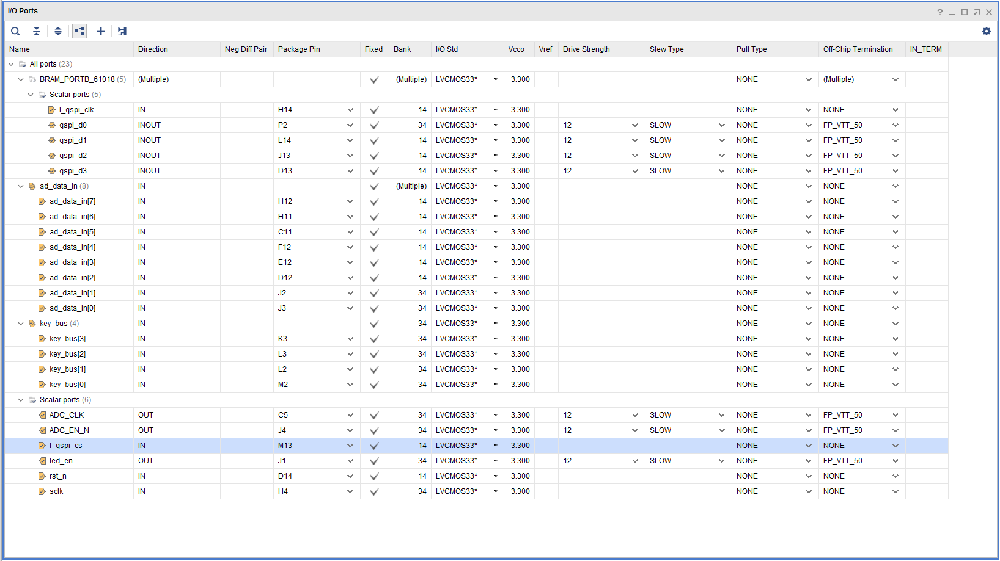 I/O Ports
Name Direction Neg Diff Pair Package Pin Fixed Bank I/O Std Vcco Vref Drive Strength Slew Type Pull Type Off-Chip Termination IN_TERM
All ports (23)
BRAM_PORTB_61018 (5) (Multiple) (Multiple) LVCMOS33* 3.300 NONE (Multiple)
Scalar ports (5)
l_qspi_clk IN H14 14 LVCMOS33* 3.300 NONE NONE
qspi_d0 INOUT P2 34 LVCMOS33* 3.300 12 SLOW NONE FP_VTT_50
qspi_d1 INOUT L14 14 LVCMOS33* 3.300 12 SLOW NONE FP_VTT_50
qspi_d2 INOUT J13 14 LVCMOS33* 3.300 12 SLOW NONE FP_VTT_50
qspi_d3 INOUT D13 14 LVCMOS33* 3.300 12 SLOW NONE FP_VTT_50
ad_data_in (8) IN (Multiple) LVCMOS33* 3.300 NONE NONE
ad_data_in[7] IN H12 14 LVCMOS33* 3.300 NONE NONE
ad_data_in[6] IN H11 14 LVCMOS33* 3.300 NONE NONE
ad_data_in[5] IN C11 14 LVCMOS33* 3.300 NONE NONE
ad_data_in[4] IN F12 14 LVCMOS33* 3.300 NONE NONE
ad_data_in[3] IN E12 14 LVCMOS33* 3.300 NONE NONE
ad_data_in[2] IN D12 14 LVCMOS33* 3.300 NONE NONE
ad_data_in[1] IN J2 34 LVCMOS33* 3.300 NONE NONE
ad_data_in[0] IN J3 34 LVCMOS33* 3.300 NONE NONE
key_bus (4) IN 34 LVCMOS33* 3.300 NONE NONE
key_bus[3] IN K3 34 LVCMOS33* 3.300 NONE NONE
key_bus[2] IN L3 34 LVCMOS33* 3.300 NONE NONE
key_bus[1] IN L2 34 LVCMOS33* 3.300 NONE NONE
key_bus[0] IN M2 34 LVCMOS33* 3.300 NONE NONE
Scalar ports (6)
ADC_CLK OUT C5 34 LVCMOS33* 3.300 12 SLOW NONE FP_VTT_50
ADC_EN_N OUT J4 34 LVCMOS33* 3.300 12 SLOW NONE FP_VTT_50
l_qspi_cs IN M13 14 LVCMOS33* 3.300 NONE NONE
led_en OUT J1 34 LVCMOS33* 3.300 12 SLOW NONE FP_VTT_50
rst_n IN D14 14 LVCMOS33* 3.300 NONE NONE
sclk IN H4 34 LVCMOS33* 3.300 NONE NONE